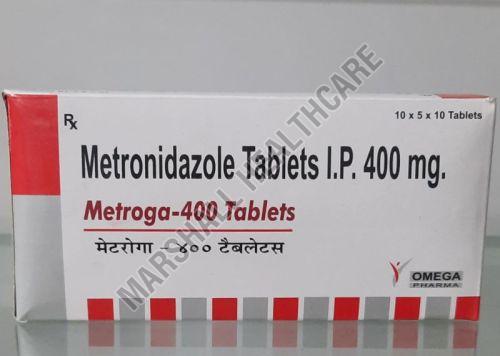 Rx
10 x 5 x 10 Tablets
Metronidazole Tablets I.P. 400 mg.
Metroga-400 Tablets
मेटरोगा - ४०० टैबलेटस
OMEGA
PHARMA
MARSHALL HEALTHCARE